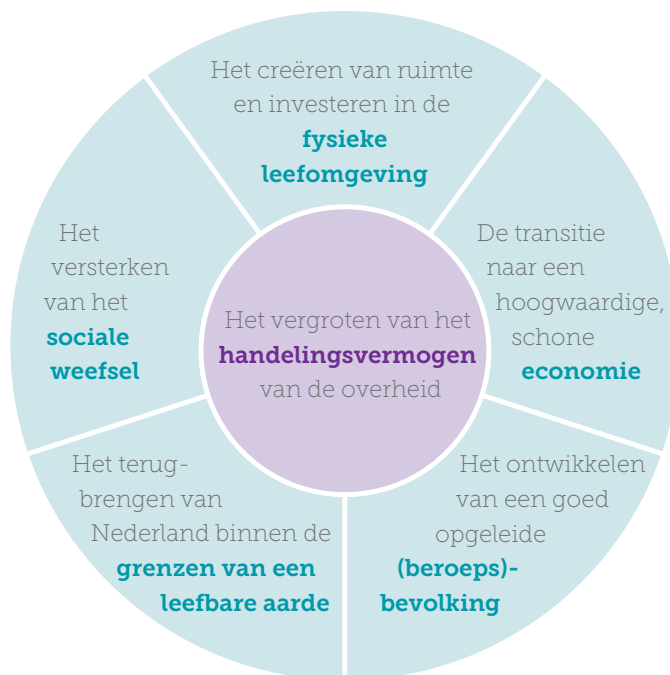 Het creëren van ruimte
en investeren in de
fysieke
leefomgeving
De transitie
naar een
hoogwaardige,
schone
economie
Het ontwikkelen
van een goed
opgeleide
(beroeps)-
bevolking
Het terug-
brengen van
Nederland binnen de
grenzen van een
leefbare aarde
Het
versterken
van het
sociale
weefsel
Het vergroten van het
handelingsvermogen
van de overheid